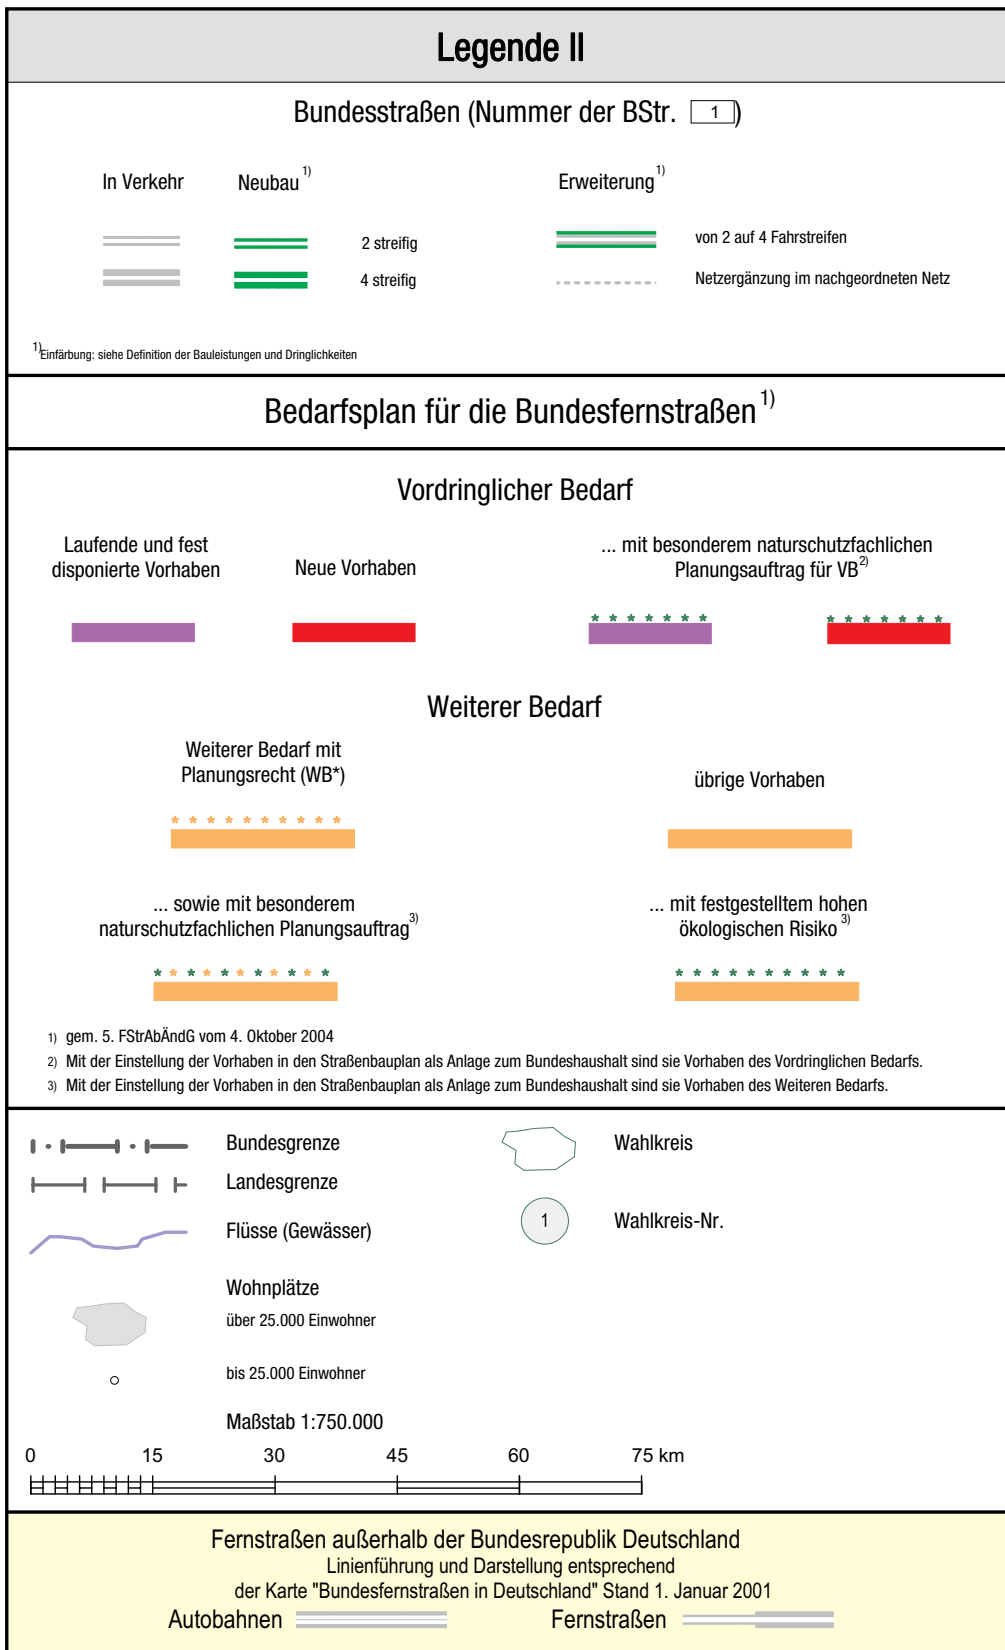 Legende II
Bundesstraßen (Nummer der BStr. 1)
In Verkehr Neubau 1) Erweiterung 1)
2 streifig von 2 auf 4 Fahrstreifen
4 streifig Netzergänzung im nachgeordneten Netz
1) Einfärbung: siehe Definition der Bauleistungen und Dringlichkeiten
Bedarfsplan für die Bundesfernstraßen 1)
Vordringlicher Bedarf
Laufende und fest
disponierte Vorhaben
Neue Vorhaben
... mit besonderem naturschutzfachlichen
Planungsauftrag für VB 2)
Weiterer Bedarf
Weiterer Bedarf mit
Planungsrecht (WB*)
übrige Vorhaben
... sowie mit besonderem
naturschutzfachlichen Planungsauftrag 3)
... mit festgestelltem hohen
ökologischen Risiko 3)
1) gem. 5. FStrAbÄndG vom 4. Oktober 2004
2) Mit der Einstellung der Vorhaben in den Straßenbauplan als Anlage zum Bundeshaushalt sind sie Vorhaben des Vordringlichen Bedarfs.
3) Mit der Einstellung der Vorhaben in den Straßenbauplan als Anlage zum Bundeshaushalt sind sie Vorhaben des Weiteren Bedarfs.
Bundesgrenze Wahlkreis
Landesgrenze
Flüsse (Gewässer) 1 Wahlkreis-Nr.
Wohnplätze
über 25.000 Einwohner
bis 25.000 Einwohner
Maßstab 1:750.000
0 15 30 45 60 75 km
Fernstraßen außerhalb der Bundesrepublik Deutschland
Linienführung und Darstellung entsprechend
der Karte "Bundesfernstraßen in Deutschland" Stand 1. Januar 2001
Autobahnen Fernstraßen